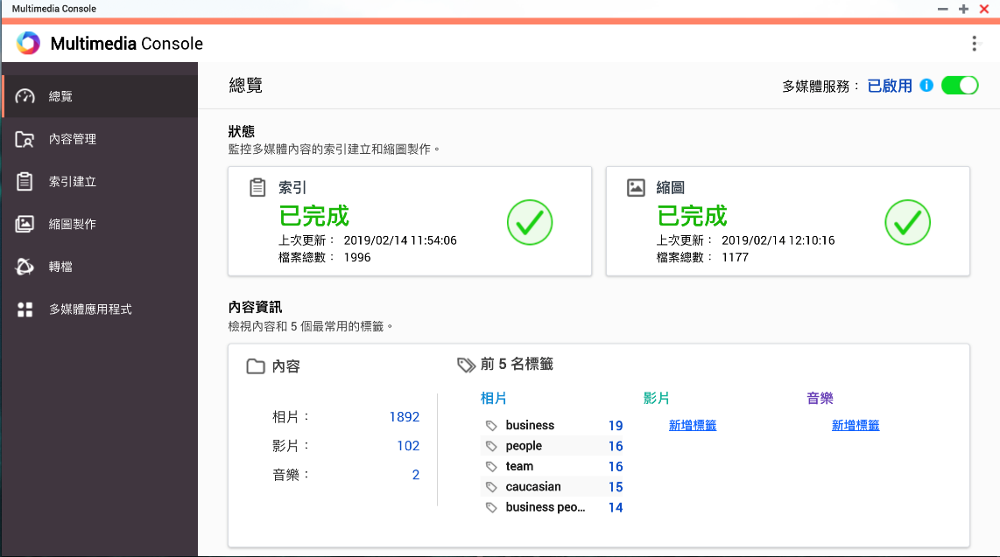 Multimedia Console
Multimedia Console
總覽
內容管理
索引建立
縮圖製作
轉檔
多媒體應用程式
總覽
多媒體服務： 已啟用
狀態
監控多媒體內容的索引建立和縮圖製作。
索引
已完成
上次更新： 2019/02/14 11:54:06
檔案總數： 1996
縮圖
已完成
上次更新： 2019/02/14 12:10:16
檔案總數： 1177
內容資訊
檢視內容和 5 個最常用的標籤。
內容
相片： 1892
影片： 102
音樂： 2
前 5 名標籤
相片
business 19
people 16
team 16
caucasian 15
business peo... 14
影片
新增標籤
音樂
新增標籤